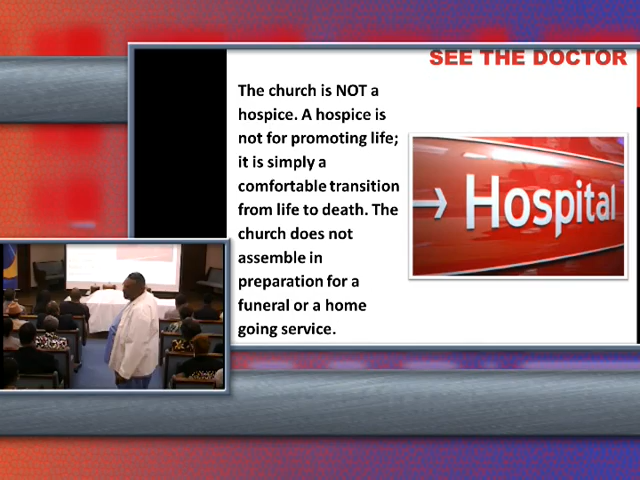 SEE THE DOCTOR
The church is NOT a
hospice. A hospice is
not for promoting life;
it is simply a
comfortable transition
from life to death. The
church does not
assemble in
preparation for a
funeral or a home
going service.
→ Hospital